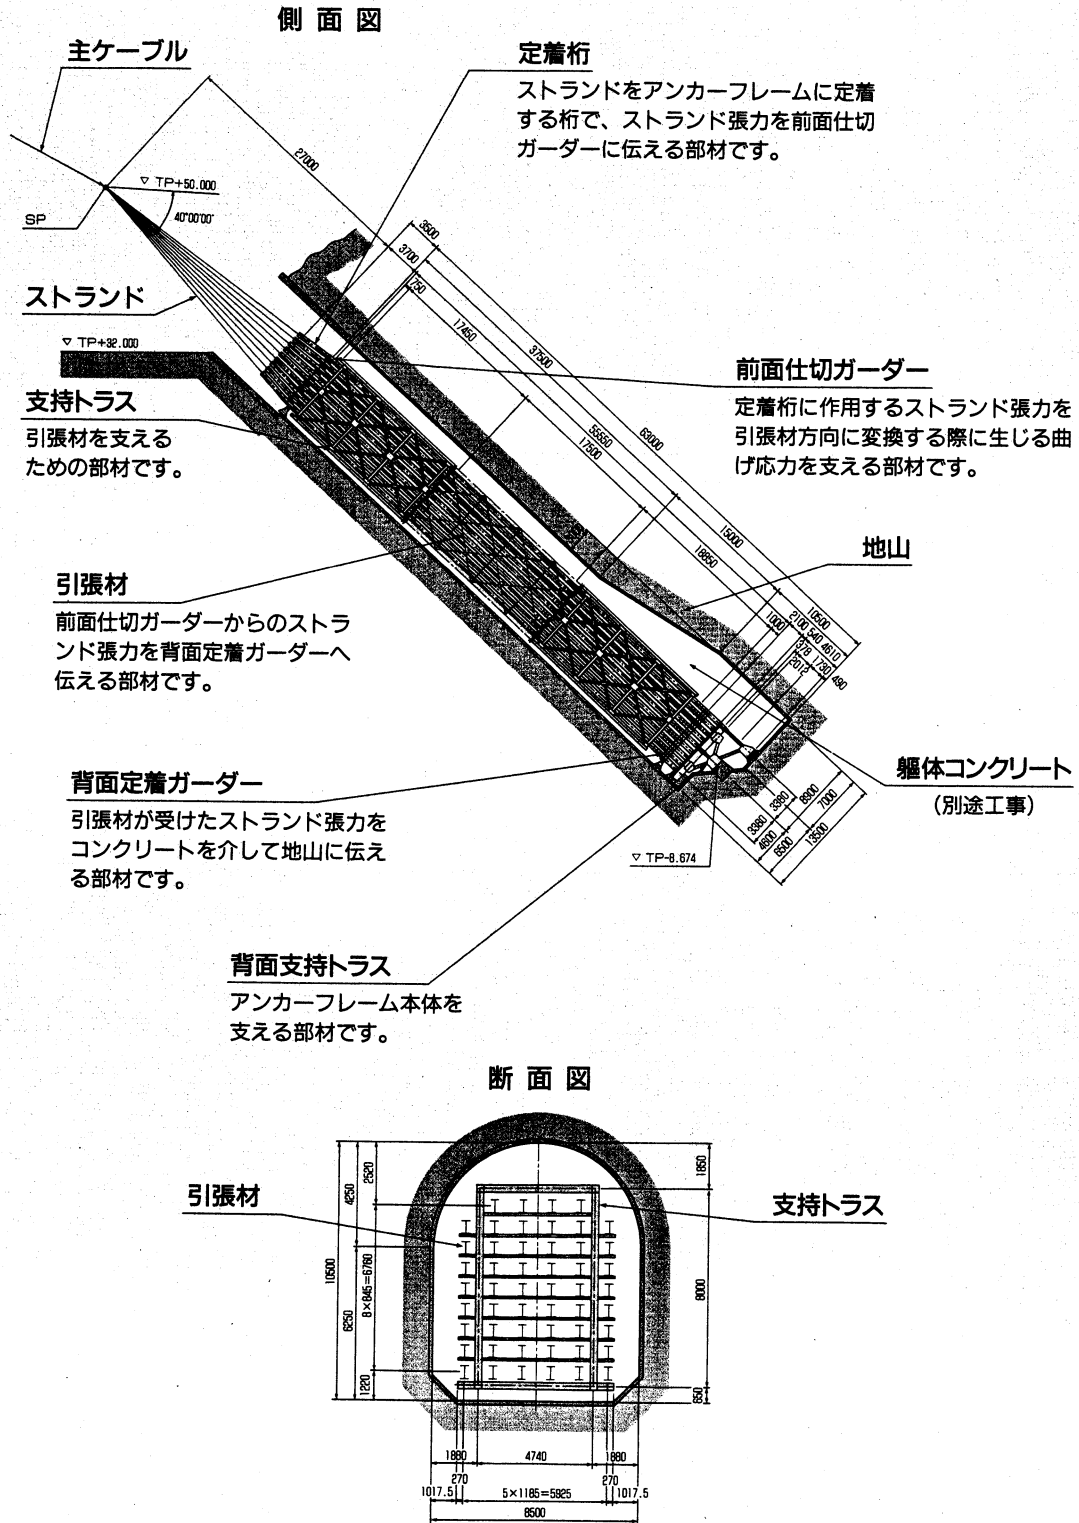 側面図
主ケーブル
定着桁
ストランドをアンカーフレームに定着
する桁で、ストランド張力を前面仕切
ガーダーに伝える部材です。
27000
▽ TP+50.000
SP
40°00'00"
3500
3700
750
17450
37500
ストランド
▽ TP+32.000
前面仕切ガーダー
定着桁に作用するストランド張力を
引張材方向に変換する際に生じる曲
げ応力を支える部材です。
支持トラス
引張材を支える
ための部材です。
63000
55650
17500
15000
18850
地山
引張材
前面仕切ガーダーからのストラ
ンド張力を背面定着ガーダーへ
伝える部材です。
10500
1000
2100
540
4610
378
1730
490
2012
背面定着ガーダー
引張材が受けたストランド張力を
コンクリートを介して地山に伝え
る部材です。
躯体コンクリート
(別途工事)
3380
3380
8900
7000
4600
6500
13500
▽ TP-8.674
背面支持トラス
アンカーフレーム本体を
支える部材です。
断面図
引張材
支持トラス
10500
4250
6250
2520
8×845=6760
1220
1850
8000
650
1880
4740
1880
270
270
1017.5
5×1185=5925
1017.5
8500